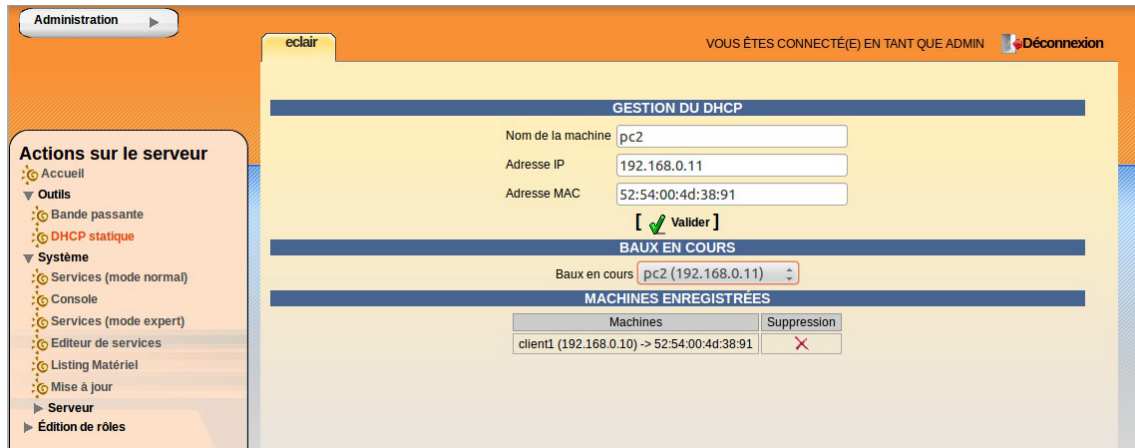 Administration
eclair
VOUS ÊTES CONNECTÉ(E) EN TANT QUE ADMIN
Déconnexion
Actions sur le serveur
Accueil
Outils
Bande passante
DHCP statique
Système
Services (mode normal)
Console
Services (mode expert)
Editeur de services
Listing Matériel
Mise à jour
Serveur
Édition de rôles
GESTION DU DHCP
Nom de la machine pc2
Adresse IP 192.168.0.11
Adresse MAC 52:54:00:4d:38:91
[ Valider ]
BAUX EN COURS
Baux en cours pc2 (192.168.0.11)
MACHINES ENREGISTRÉES
Machines Suppression
client1 (192.168.0.10) -> 52:54:00:4d:38:91